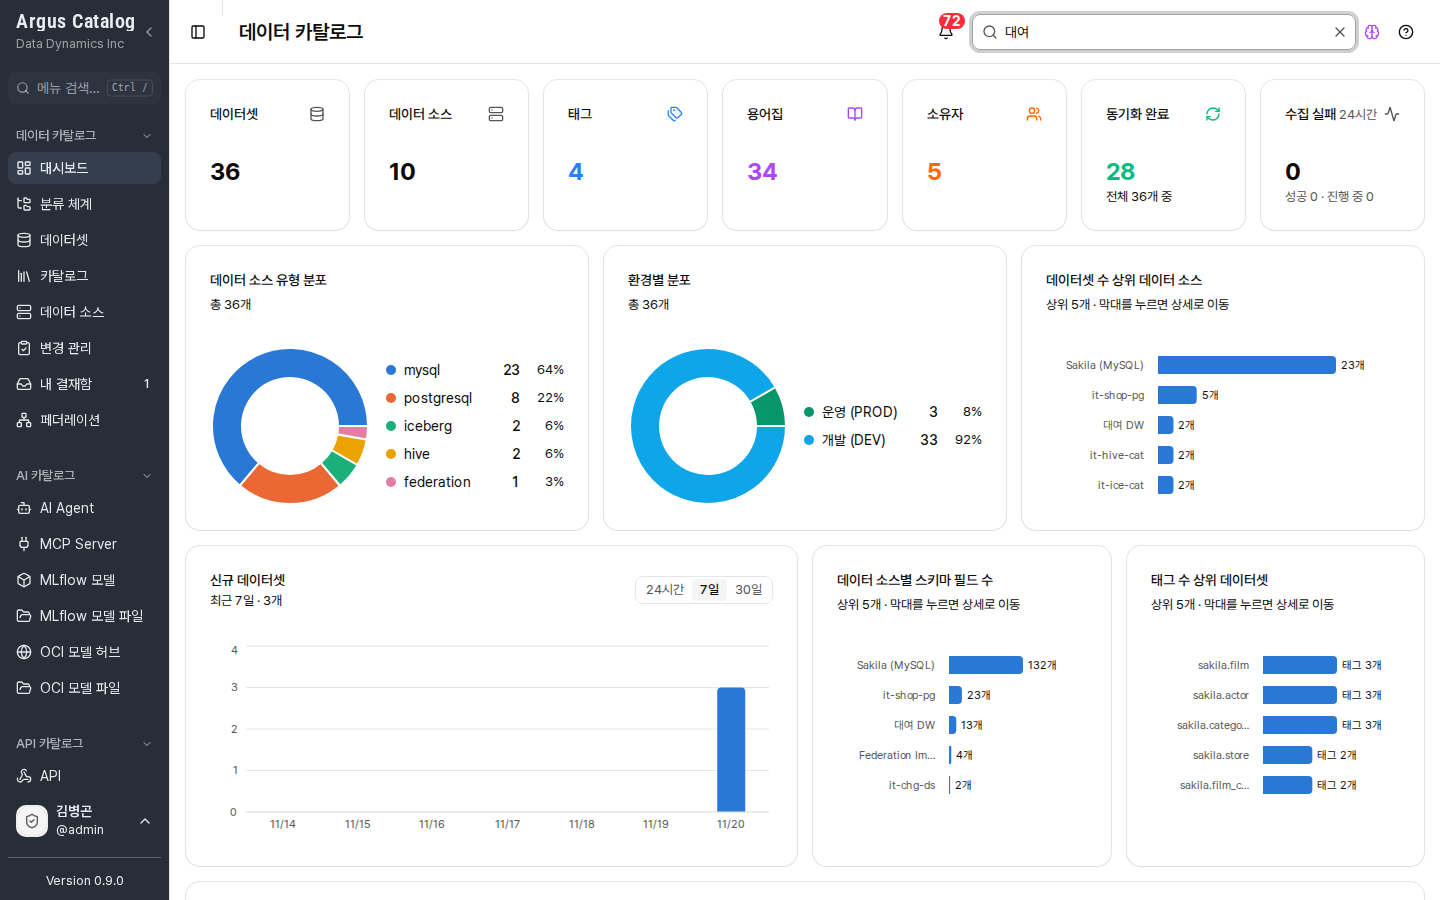 Argus Catalog
Data Dynamics Inc
메뉴 검색... Ctrl /
데이터 카탈로그
대시보드
분류 체계
데이터셋
카탈로그
데이터 소스
변경 관리
내 결재함 1
페더레이션
AI 카탈로그
AI Agent
MCP Server
MLflow 모델
MLflow 모델 파일
OCI 모델 허브
OCI 모델 파일
API 카탈로그
API
김병곤
@admin
Version 0.9.0
데이터 카탈로그
72
대여
데이터셋
36
데이터 소스
10
태그
4
용어집
34
소유자
5
동기화 완료
28
전체 36개 중
수집 실패 24시간
0
성공 0 · 진행 중 0
데이터 소스 유형 분포
총 36개
mysql 23 64%
postgresql 8 22%
iceberg 2 6%
hive 2 6%
federation 1 3%
환경별 분포
총 36개
운영 (PROD) 3 8%
개발 (DEV) 33 92%
데이터셋 수 상위 데이터 소스
상위 5개 · 막대를 누르면 상세로 이동
Sakila (MySQL) 23개
it-shop-pg 5개
대여 DW 2개
it-hive-cat 2개
it-ice-cat 2개
신규 데이터셋
최근 7일 · 3개
24시간 7일 30일
4
3
2
1
0
11/14 11/15 11/16 11/17 11/18 11/19 11/20
데이터 소스별 스키마 필드 수
상위 5개 · 막대를 누르면 상세로 이동
Sakila (MySQL) 132개
it-shop-pg 23개
대여 DW 13개
Federation Im... 4개
it-chg-ds 2개
태그 수 상위 데이터셋
상위 5개 · 막대를 누르면 상세로 이동
sakila.film 태그 3개
sakila.actor 태그 3개
sakila.catego... 태그 3개
sakila.store 태그 2개
sakila.film_c... 태그 2개